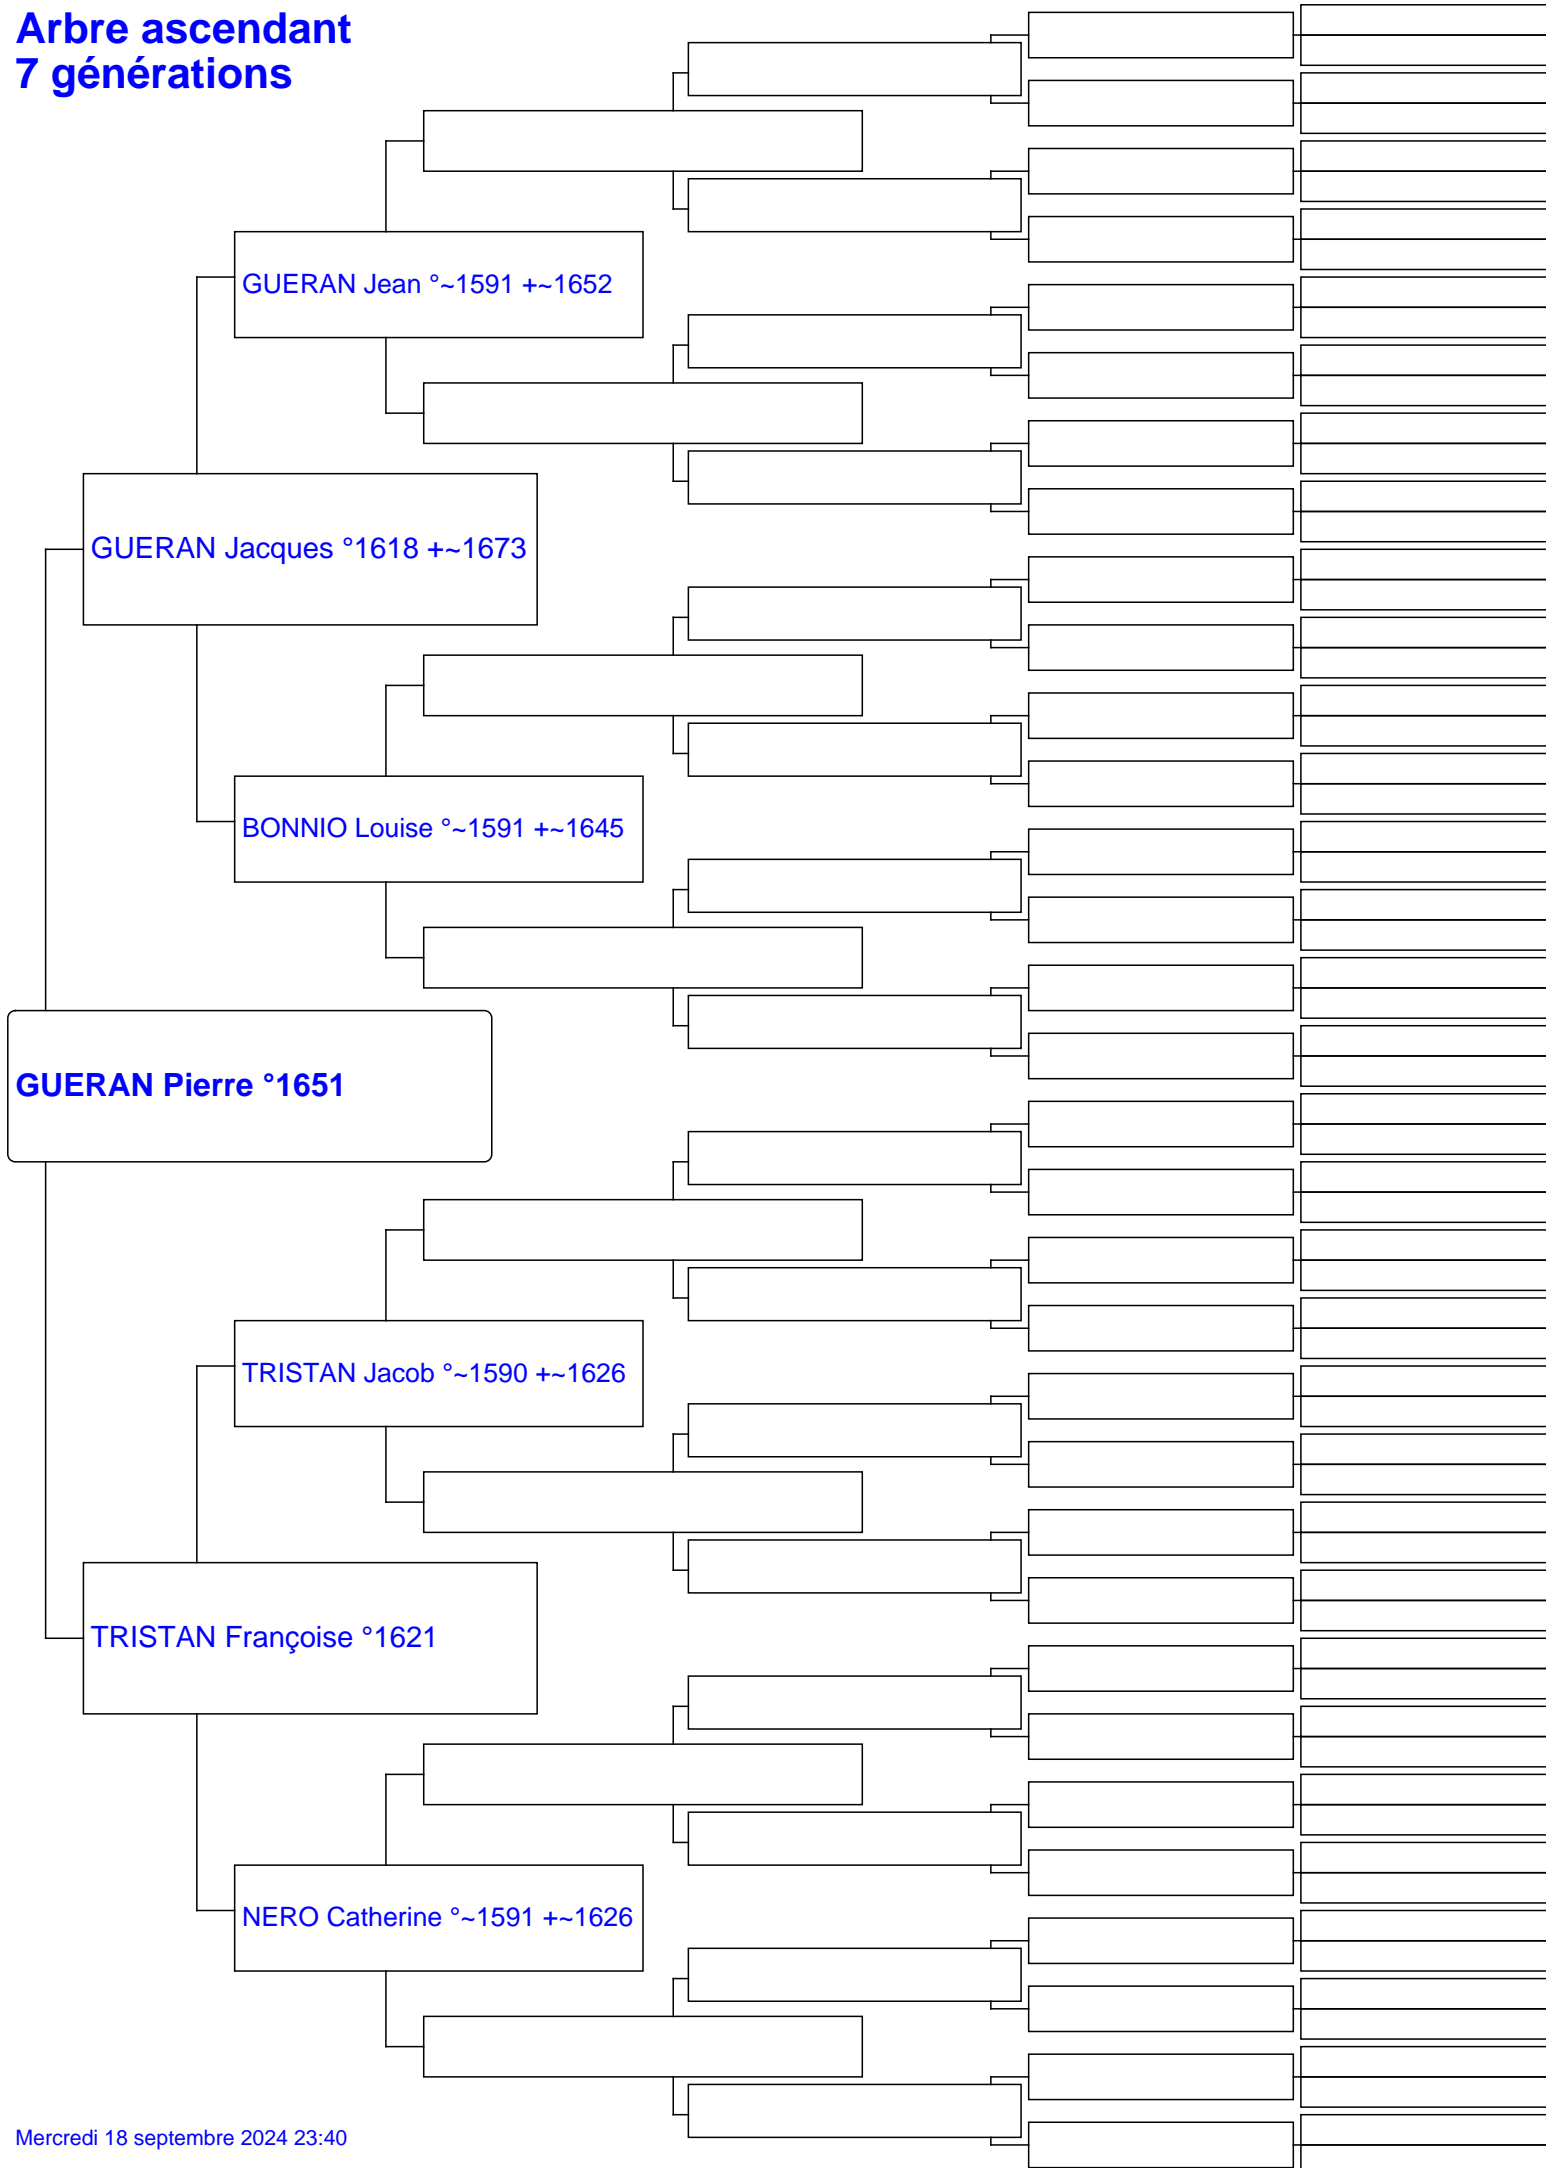 Arbre ascendant
7 générations
GUERAN Jean °~1591 +~1652
GUERAN Jacques °1618 +~1673
BONNIO Louise °~1591 +~1645
GUERAN Pierre °1651
TRISTAN Jacob °~1590 +~1626
TRISTAN Françoise °1621
NERO Catherine °~1591 +~1626
Mercredi 18 septembre 2024 23:40